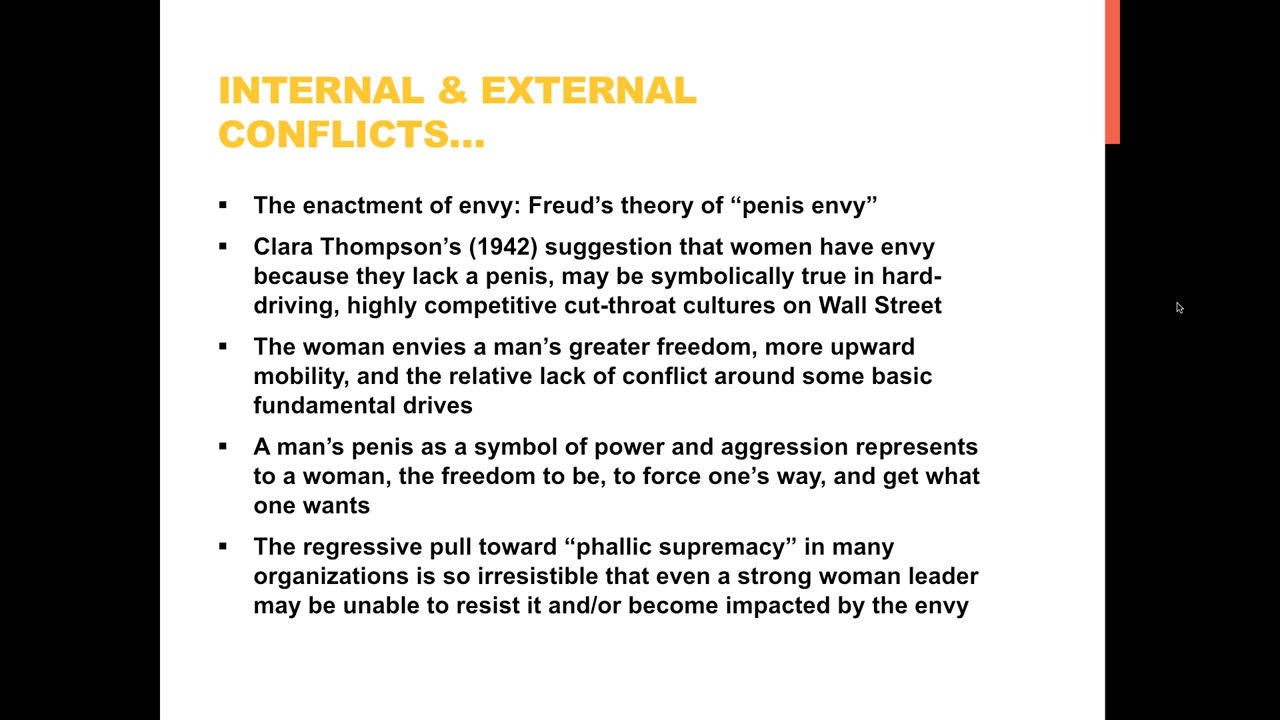 INTERNAL & EXTERNAL
CONFLICTS...
▪ The enactment of envy: Freud’s theory of “penis envy”
▪ Clara Thompson’s (1942) suggestion that women have envy
because they lack a penis, may be symbolically true in hard-
driving, highly competitive cut-throat cultures on Wall Street
▪ The woman envies a man’s greater freedom, more upward
mobility, and the relative lack of conflict around some basic
fundamental drives
▪ A man’s penis as a symbol of power and aggression represents
to a woman, the freedom to be, to force one’s way, and get what
one wants
▪ The regressive pull toward “phallic supremacy” in many
organizations is so irresistible that even a strong woman leader
may be unable to resist it and/or become impacted by the envy